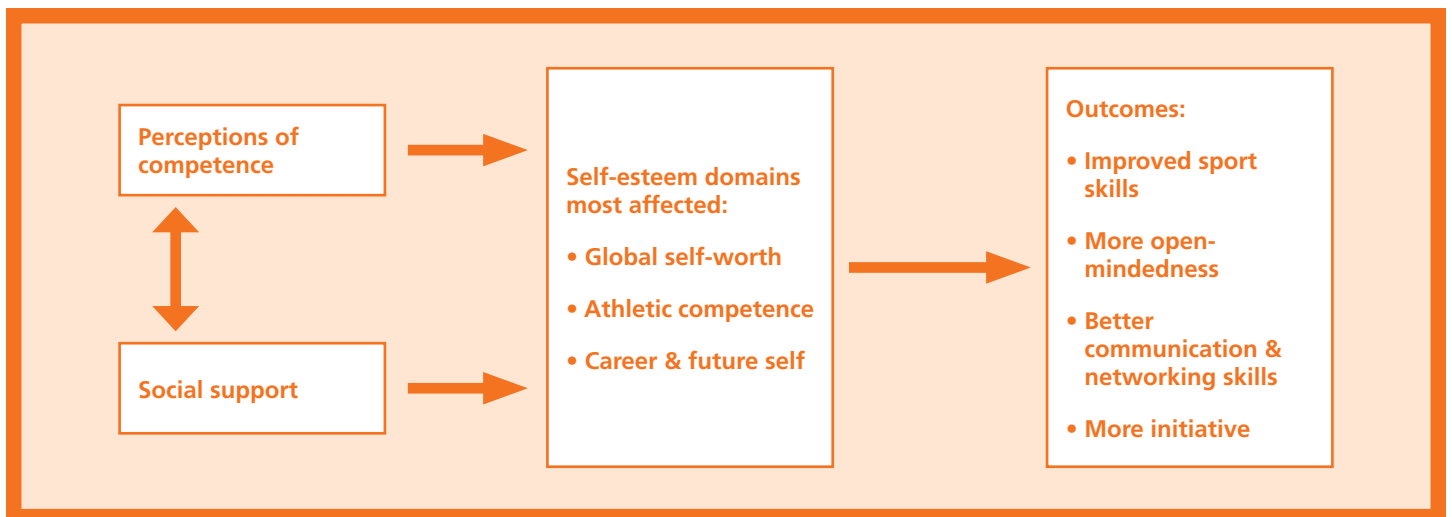 Perceptions of
competence
Social support
Self-esteem domains
most affected:
• Global self-worth
• Athletic competence
• Career & future self
Outcomes:
• Improved sport
skills
• More open-
mindedness
• Better
communication &
networking skills
• More initiative